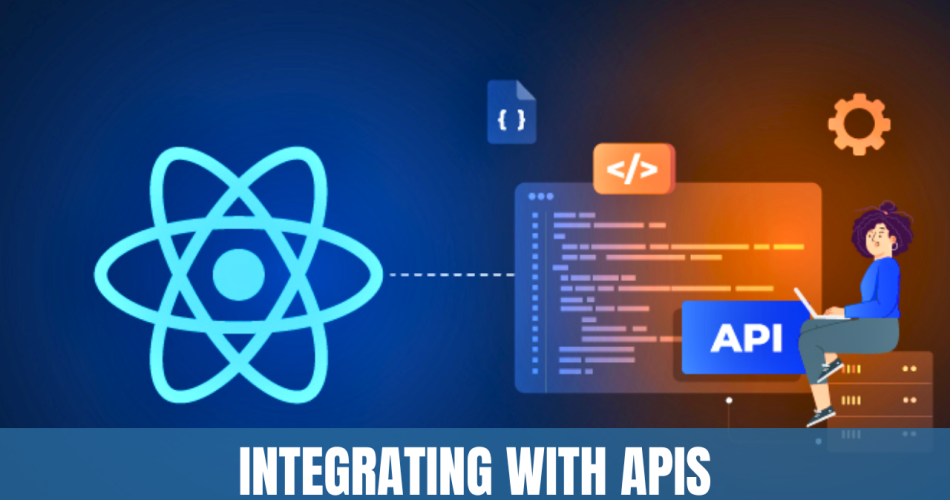 { }
</>
API
INTEGRATING WITH APIS